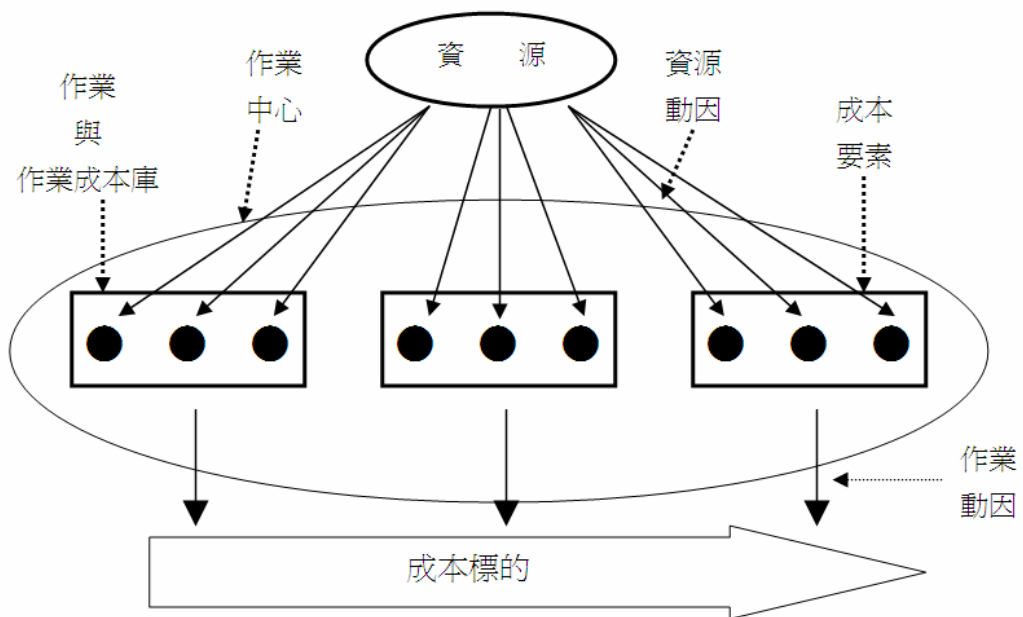 資 源
作業
與
作業成本庫
作業
中心
資源
動因
成本
要素
作業
動因
成本標的